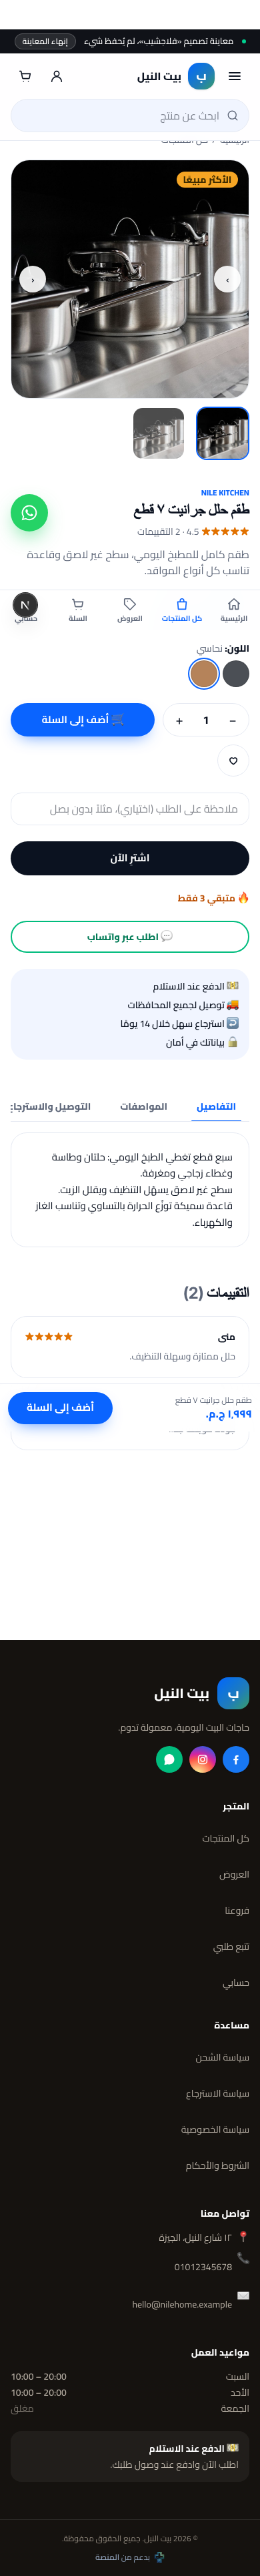 معاينة تصميم «فلاجشيب»، لم يُحفظ شيء
إنهاء المعاينة
ب بيت النيل
ابحث عن منتج
الأكثر مبيعًا
NILE KITCHEN
طقم حلل جرانيت ٧ قطع
4.5 · 2 التقييمات
طقم كامل للمطبخ اليومي، سطح غير لاصق وقاعدة
تناسب كل أنواع المواقد.
الرئيسية
كل المنتجات
العروض
السلة
حسابي
N
اللون: نحاسي
− 1 +
🛒 أضف إلى السلة
ملاحظة على الطلب (اختياري)، مثلاً بدون بصل
اشترِ الآن
🔥 متبقي 3 فقط
💬 اطلب عبر واتساب
💵 الدفع عند الاستلام
🚚 توصيل لجميع المحافظات
↩️ استرجاع سهل خلال 14 يومًا
🔒 بياناتك في أمان
التفاصيل
المواصفات
التوصيل والاسترجاع
سبع قطع تغطي الطبخ اليومي: حلتان وطاسة
وغطاء زجاجي ومغرفة.
سطح غير لاصق يسهّل التنظيف ويقلل الزيت.
قاعدة سميكة توزّع الحرارة بالتساوي وتناسب الغاز
والكهرباء.
التقييمات (2)
منى
حلل ممتازة وسهلة التنظيف.
طقم حلل جرانيت ٧ قطع
١٬٩٩٩ ج.م.
أضف إلى السلة
ب بيت النيل
حاجات البيت اليومية، معمولة تدوم.
المتجر
كل المنتجات
العروض
فروعنا
تتبع طلبي
حسابي
مساعدة
سياسة الشحن
سياسة الاسترجاع
سياسة الخصوصية
الشروط والأحكام
تواصل معنا
📍 ١٢ شارع النيل، الجيزة
📞 01012345678
✉️ hello@nilehome.example
مواعيد العمل
السبت 10:00 – 20:00
الأحد 10:00 – 20:00
الجمعة مغلق
💵 الدفع عند الاستلام
اطلب الآن وادفع عند وصول طلبك.
© 2026 بيت النيل. جميع الحقوق محفوظة.
بدعم من المنصة